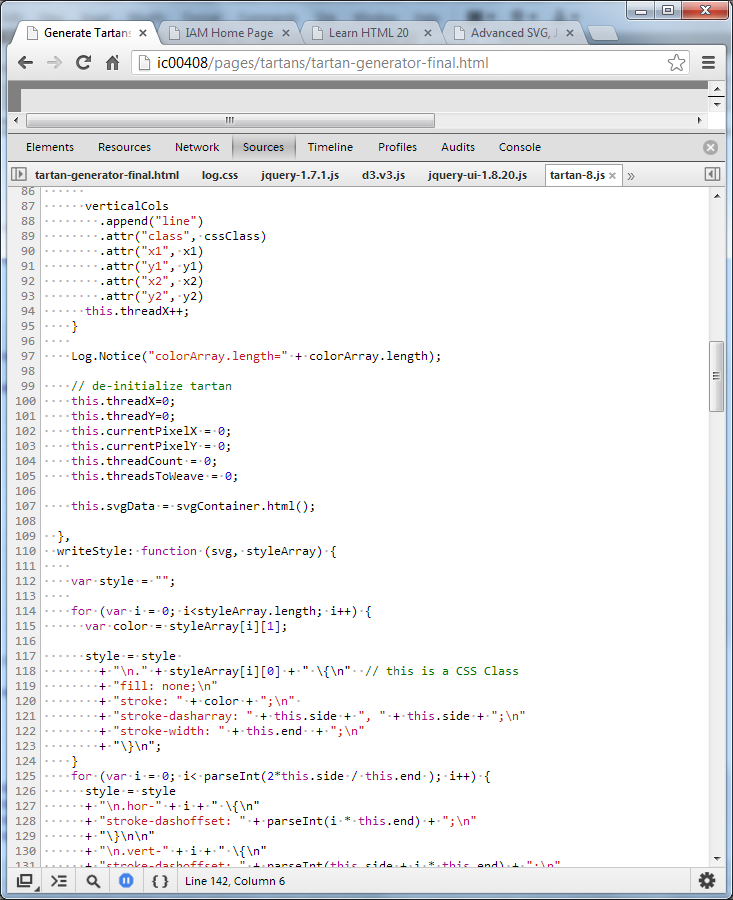 Generate Tartans
IAM Home Page
Learn HTML 20
Advanced SVG, J
ic00408/pages/tartans/tartan-generator-final.html
Elements Resources Network Sources Timeline Profiles Audits Console
tartan-generator-final.html log.css jquery-1.7.1.js d3.v3.js jquery-ui-1.8.20.js tartan-8.js × »
86
87 verticalCols
88 .append("line")
89 .attr("class", cssClass)
90 .attr("x1", x1)
91 .attr("y1", y1)
92 .attr("x2", x2)
93 .attr("y2", y2)
94 this.threadX++;
95 }
96
97 Log.Notice("colorArray.length=" + colorArray.length);
98
99 // de-initialize tartan
100 this.threadX=0;
101 this.threadY=0;
102 this.currentPixelX = 0;
103 this.currentPixelY = 0;
104 this.threadCount = 0;
105 this.threadsToWeave = 0;
106
107 this.svgData = svgContainer.html();
108
109 },
110 writeStyle: function (svg, styleArray) {
111
112 var style = "";
113
114 for (var i = 0; i<styleArray.length; i++) {
115 var color = styleArray[i][1];
116
117 style = style
118 + "\n." + styleArray[i][0] + " \{\n" // this is a CSS Class
119 + "fill: none;\n"
120 + "stroke: " + color + ";\n"
121 + "stroke-dasharray: " + this.side + ", " + this.side + ";\n"
122 + "stroke-width: " + this.end + ";\n"
123 + "\}\n";
124 }
125 for (var i = 0; i< parseInt(2*this.side / this.end ); i++) {
126 style = style
127 + "\n.hor-" + i + " \{\n"
128 + "stroke-dashoffset: " + parseInt(i * this.end) + ";\n"
129 + "\}\n\n"
130 + "\n.vert-" + i + " \{\n"
131 + "stroke-dashoffset: " + parseInt(this.side + i * this.end) + ";\n"
{} Line 142, Column 6